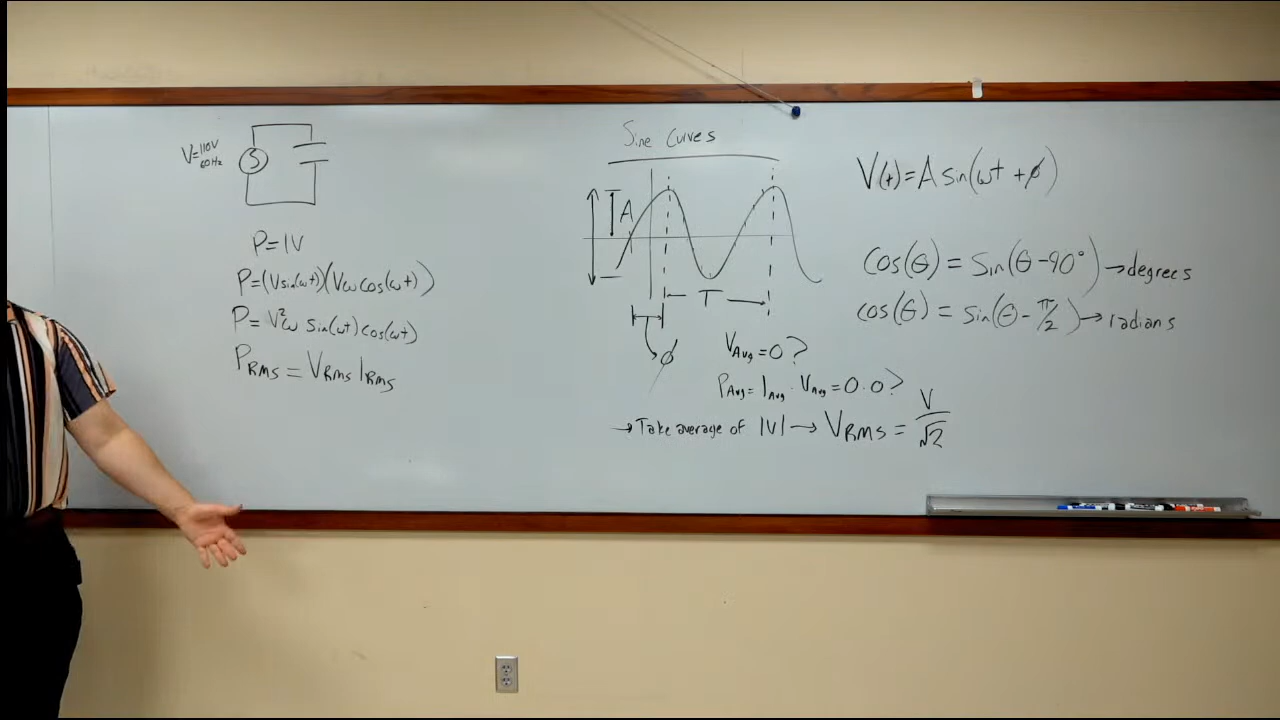 V=110V
60Hz
S
P=IV
P=(Vsin(ωt))(Vωcos(ωt))
P=V²ω sin(ωt)cos(ωt)
PRMS = VRMS IRMS
Sine Curves
A
T
ϕ
VAvg=0?
PAvg=IAvg·VAvg=0·0?
→Take average of |V|→VRMS=V/√2
V(t)=A sin(ωt+ϕ)
Cos(θ)=Sin(θ-90°)→degrees
cos(θ)=sin(θ-π/2)→radians